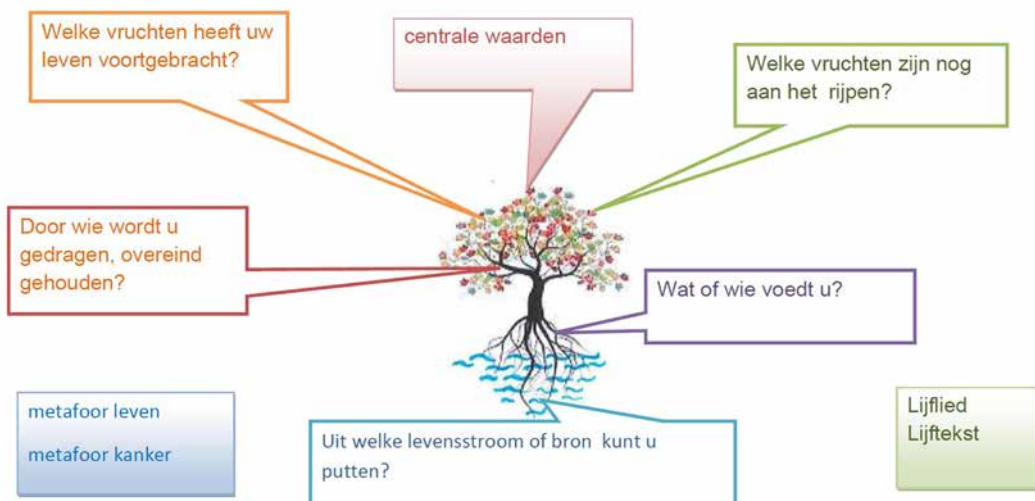 Welke vruchten heeft uw
leven voortgebracht?
centrale waarden
Welke vruchten zijn nog
aan het rijpen?
Door wie wordt u
gedragen, overeind
gehouden?
Wat of wie voedt u?
metafoor leven
metafoor kanker
Uit welke levensstroom of bron kunt u
putten?
Lijflied
Lijftekst